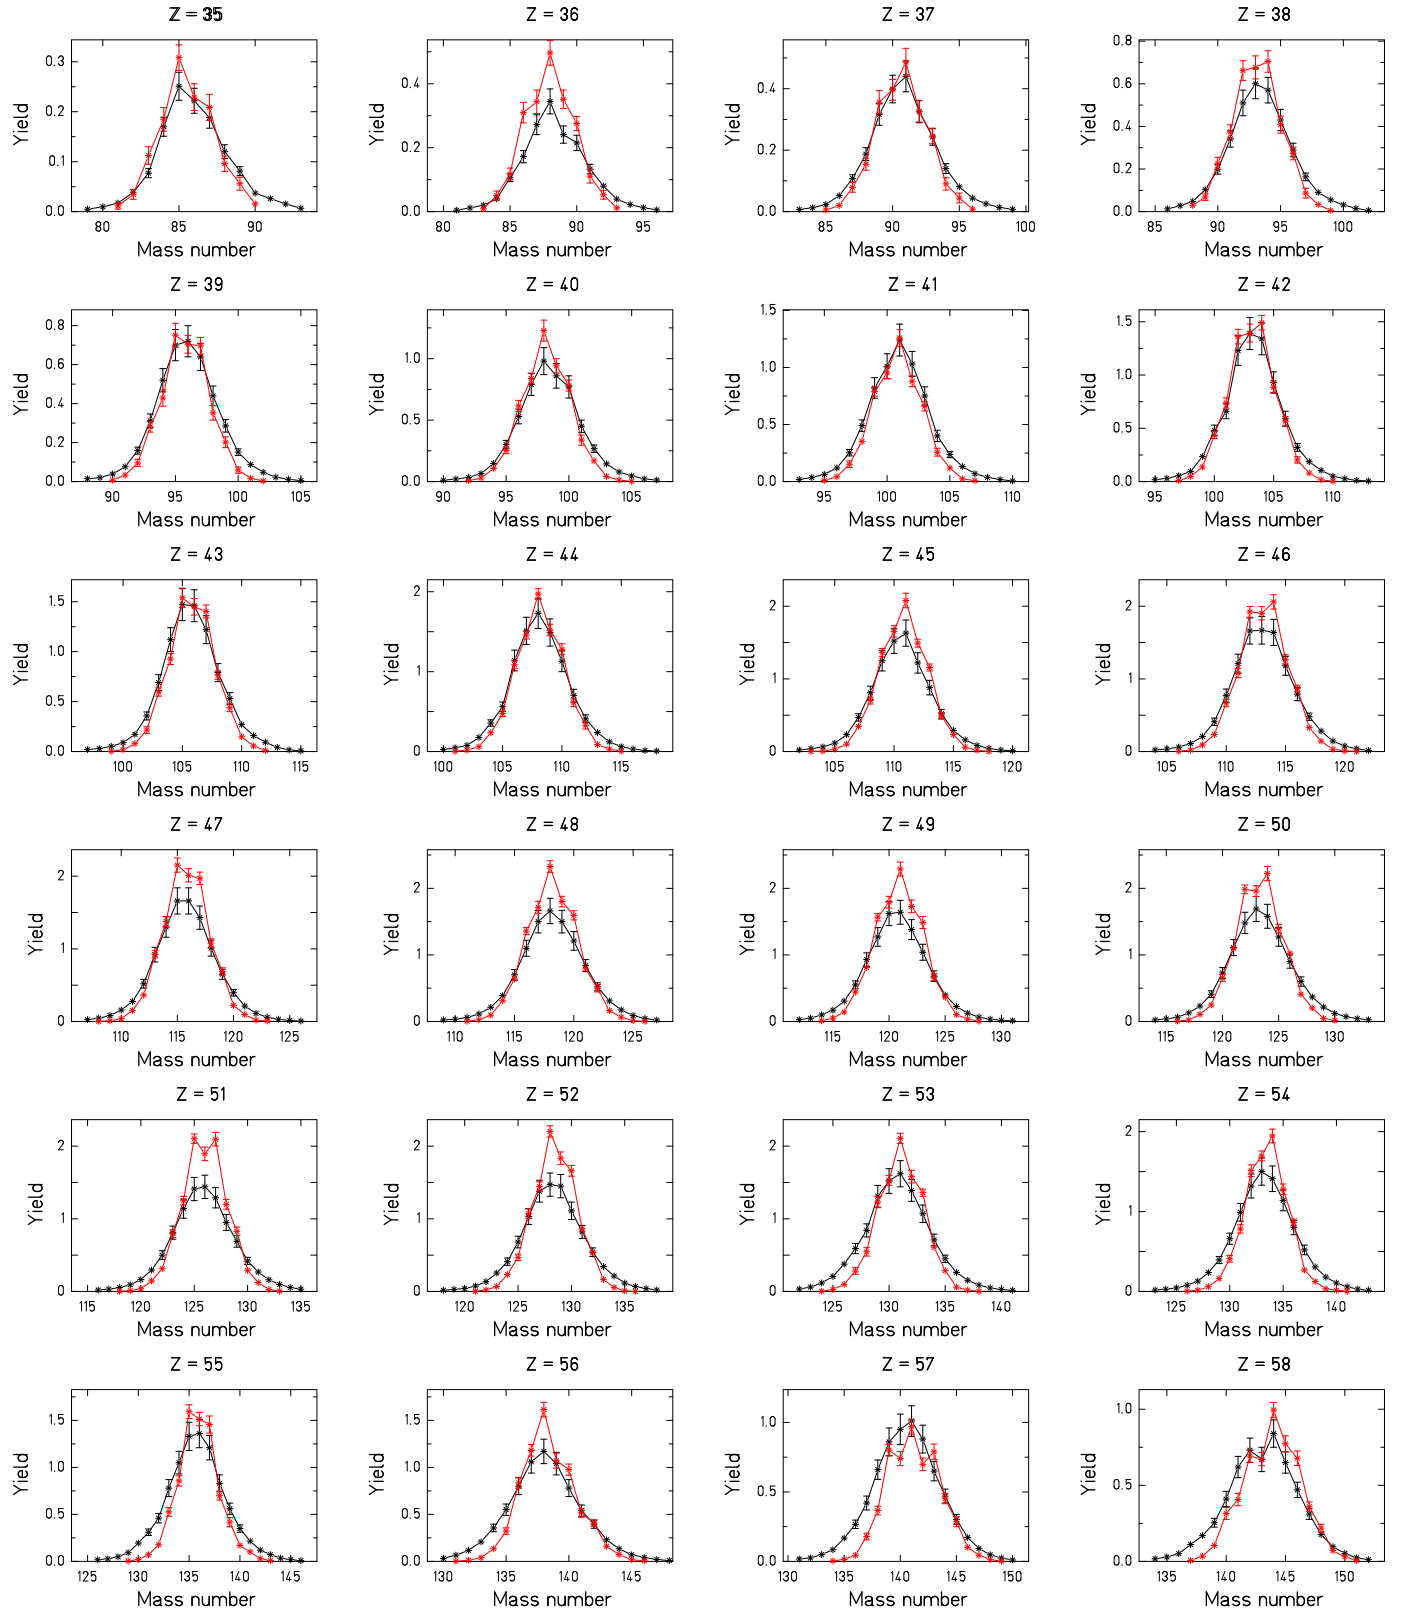 Z = 35
Z = 36
Z = 37
Z = 38
Yield
0.3
0.2
0.1
0.0
80
85
90
Mass number
Yield
0.4
0.2
0.0
80
85
90
95
Mass number
Yield
0.4
0.2
0.0
85
90
95
100
Mass number
Yield
0.8
0.6
0.4
0.2
0.0
85
90
95
100
Mass number
Z = 39
Z = 40
Z = 41
Z = 42
Yield
0.8
0.6
0.4
0.2
0.0
90
95
100
105
Mass number
Yield
1.0
0.5
0.0
90
95
100
105
Mass number
Yield
1.5
1.0
0.5
0.0
95
100
105
110
Mass number
Yield
1.5
1.0
0.5
0.0
95
100
105
110
Mass number
Z = 43
Z = 44
Z = 45
Z = 46
Yield
1.5
1.0
0.5
0.0
100
105
110
115
Mass number
Yield
2
1
0
100
105
110
115
Mass number
Yield
2
1
0
105
110
115
120
Mass number
Yield
2
1
0
105
110
115
120
Mass number
Z = 47
Z = 48
Z = 49
Z = 50
Yield
2
1
0
110
115
120
125
Mass number
Yield
2
1
0
110
115
120
125
Mass number
Yield
2
1
0
115
120
125
130
Mass number
Yield
2
1
0
115
120
125
130
Mass number
Z = 51
Z = 52
Z = 53
Z = 54
Yield
2
1
0
115
120
125
130
135
Mass number
Yield
2
1
0
120
125
130
135
Mass number
Yield
2
1
0
125
130
135
140
Mass number
Yield
2
1
0
125
130
135
140
Mass number
Z = 55
Z = 56
Z = 57
Z = 58
Yield
1.5
1.0
0.5
0.0
125
130
135
140
145
Mass number
Yield
1.5
1.0
0.5
0.0
130
135
140
145
Mass number
Yield
1.0
0.5
0.0
130
135
140
145
150
Mass number
Yield
1.0
0.5
0.0
135
140
145
150
Mass number